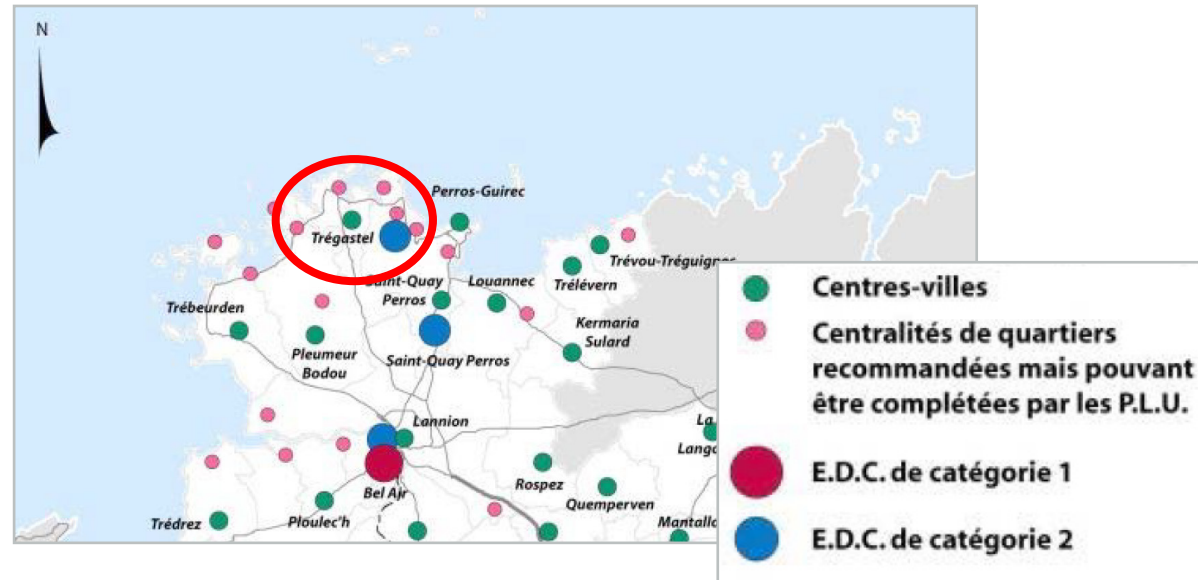 N
Perros-Guirec
Trégastel
Trévou-Tréguignec
Saint-Quay
Perros
Louannec
Trélévern
Trébeurden
Kermaria
Sulard
Pleumeur
Bodou
Saint-Quay Perros
Lannion
La
Lango
Bel Air
Rospez
Quemperven
Trédrez
Ploulec'h
Mantallo
Centres-villes
Centralités de quartiers
recommandées mais pouvant
être complétées par les P.L.U.
E.D.C. de catégorie 1
E.D.C. de catégorie 2